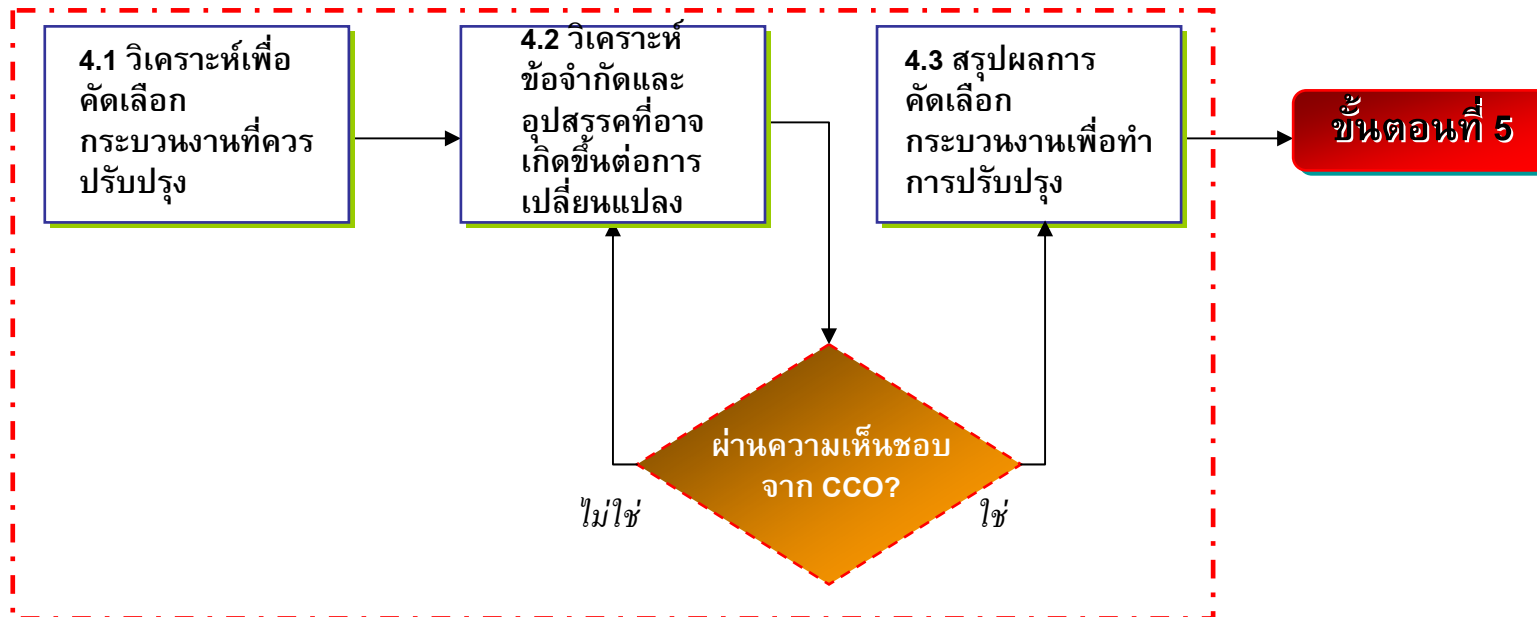 4.1 วิเคราะห์เพื่อ
คัดเลือก
กระบวนงานที่ควร
ปรับปรุง
4.2 วิเคราะห์
ข้อจำกัดและ
อุปสรรคที่อาจ
เกิดขึ้นต่อการ
เปลี่ยนแปลง
4.3 สรุปผลการ
คัดเลือก
กระบวนงานเพื่อทำ
การปรับปรุง
ขั้นตอนที่ 5
ผ่านความเห็นชอบ
จาก CCO?
ไม่ใช่
ใช่